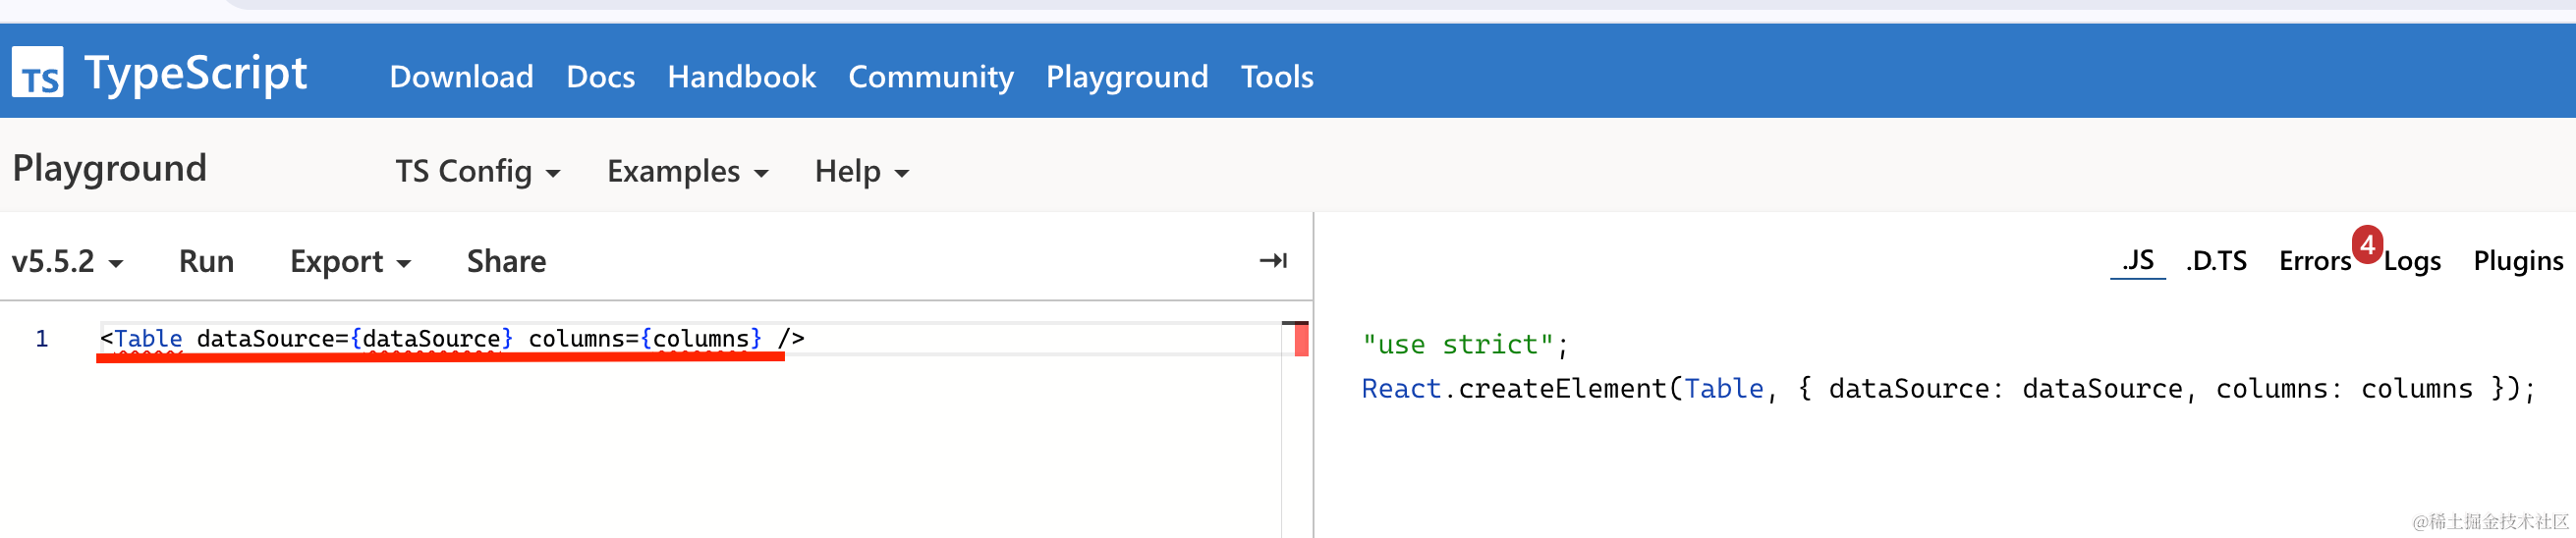 TS TypeScript Download Docs Handbook Community Playground Tools
Playground TS Config Examples Help
v5.5.2 Run Export Share
.JS .D.TS Errors 4 Logs Plugins
1 <Table dataSource={dataSource} columns={columns} />
"use strict";
React.createElement(Table, { dataSource: dataSource, columns: columns });
@稀土掘金技术社区